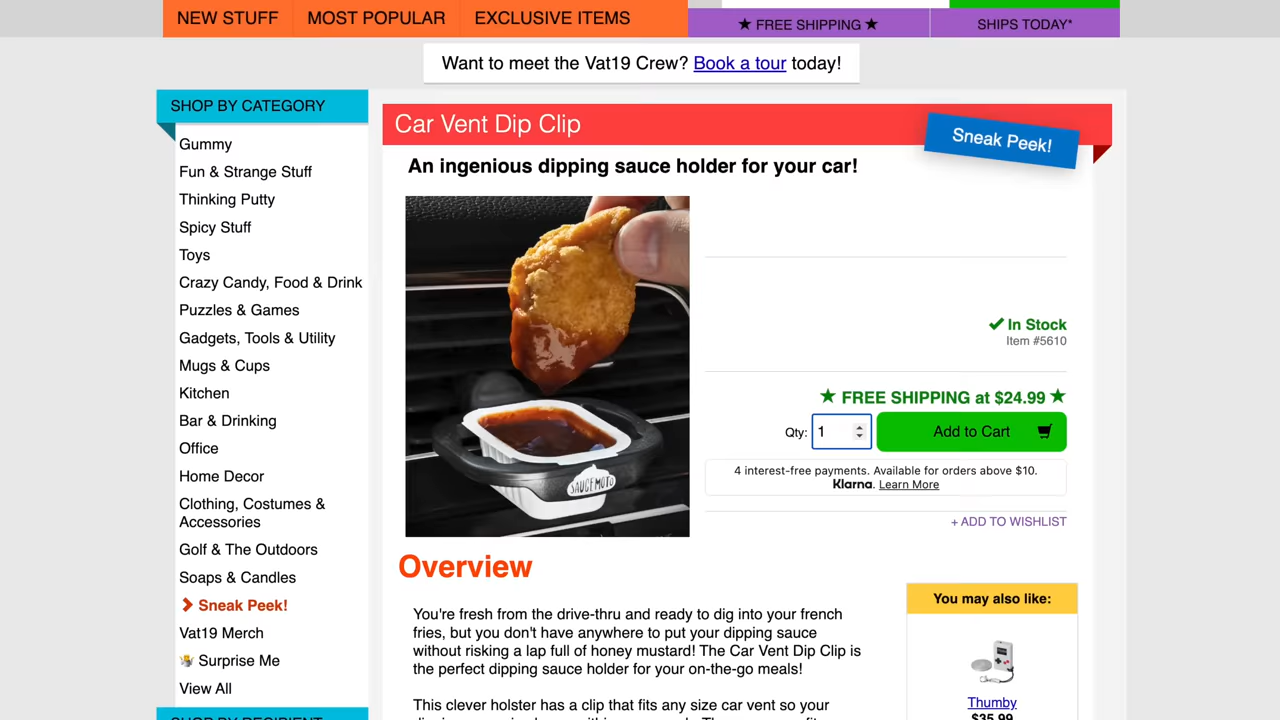 NEW STUFF
MOST POPULAR
EXCLUSIVE ITEMS
★ FREE SHIPPING ★
SHIPS TODAY*
Want to meet the Vat19 Crew? Book a tour today!
SHOP BY CATEGORY
Gummy
Fun & Strange Stuff
Thinking Putty
Spicy Stuff
Toys
Crazy Candy, Food & Drink
Puzzles & Games
Gadgets, Tools & Utility
Mugs & Cups
Kitchen
Bar & Drinking
Office
Home Decor
Clothing, Costumes &
Accessories
Golf & The Outdoors
Soaps & Candles
Sneak Peek!
Vat19 Merch
Surprise Me
View All
SHOP BY RECIPIENT
Car Vent Dip Clip
Sneak Peek!
An ingenious dipping sauce holder for your car!
SAUCEMOTO
In Stock
Item #5610
★ FREE SHIPPING at $24.99 ★
Qty: 1
Add to Cart
4 interest-free payments. Available for orders above $10.
Klarna. Learn More
+ ADD TO WISHLIST
Overview
You're fresh from the drive-thru and ready to dig into your french
fries, but you don't have anywhere to put your dipping sauce
without risking a lap full of honey mustard! The Car Vent Dip Clip is
the perfect dipping sauce holder for your on-the-go meals!
This clever holster has a clip that fits any size car vent so your
You may also like:
Thumby
$35.99